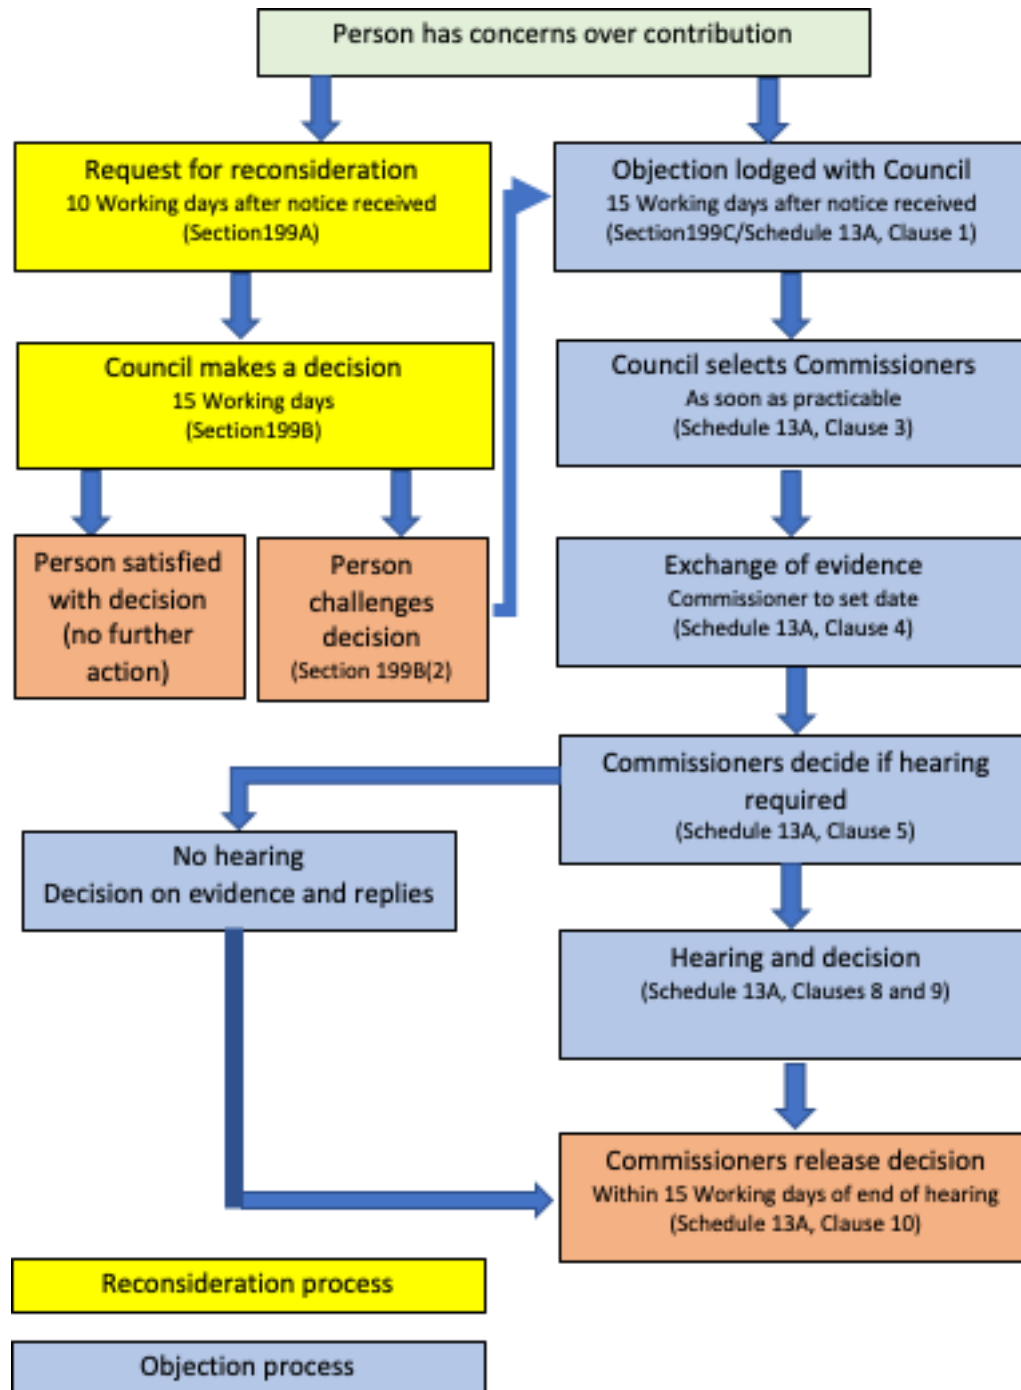 Person has concerns over contribution
Request for reconsideration
10 Working days after notice received
(Section199A)
Objection lodged with Council
15 Working days after notice received
(Section199C/Schedule 13A, Clause 1)
Council makes a decision
15 Working days
(Section199B)
Council selects Commissioners
As soon as practicable
(Schedule 13A, Clause 3)
Person satisfied
with decision
(no further
action)
Person
challenges
decision
(Section 199B(2)
Exchange of evidence
Commissioner to set date
(Schedule 13A, Clause 4)
Commissioners decide if hearing
required
(Schedule 13A, Clause 5)
No hearing
Decision on evidence and replies
Hearing and decision
(Schedule 13A, Clauses 8 and 9)
Commissioners release decision
Within 15 Working days of end of hearing
(Schedule 13A, Clause 10)
Reconsideration process
Objection process